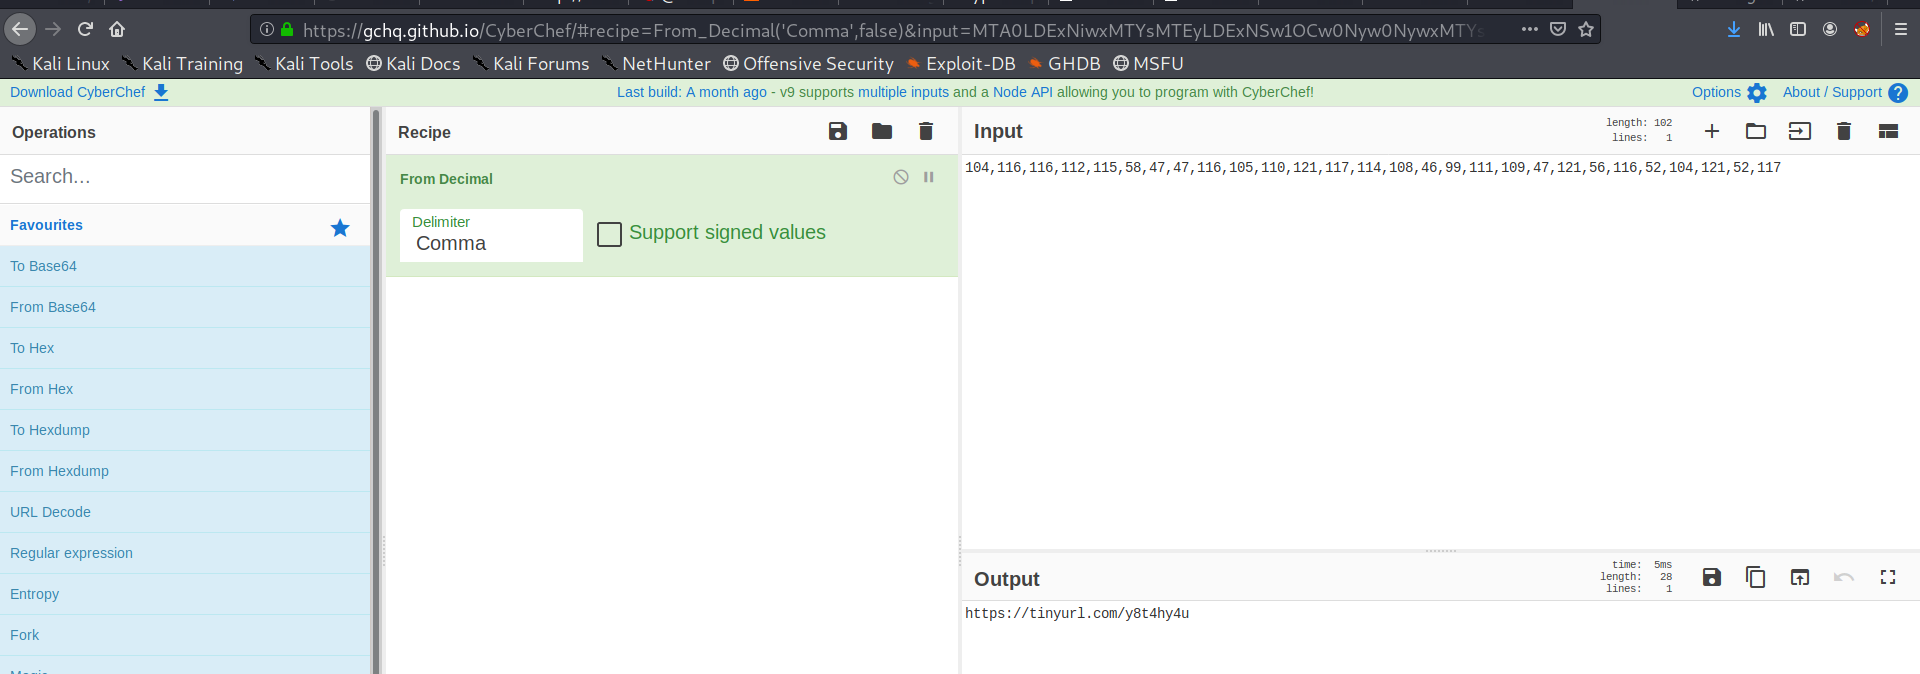 https://gchq.github.io/CyberChef/#recipe=From_Decimal('Comma',false)&input=MTA0LDExNiwxMTYsMTEyLDExNSw1OCw0Nyw0NywxMTYs
Kali Linux Kali Training Kali Tools Kali Docs Kali Forums NetHunter Offensive Security Exploit-DB GHDB MSFU
Download CyberChef Last build: A month ago - v9 supports multiple inputs and a Node API allowing you to program with CyberChef! Options About / Support
Operations
Search...
Favourites
To Base64
From Base64
To Hex
From Hex
To Hexdump
From Hexdump
URL Decode
Regular expression
Entropy
Fork
Recipe
From Decimal
Delimiter
Comma
Support signed values
Input
length: 102
lines: 1
104,116,116,112,115,58,47,47,116,105,110,121,117,114,108,46,99,111,109,47,121,56,116,52,104,121,52,117
Output
time: 5ms
length: 28
lines: 1
https://tinyurl.com/y8t4hy4u